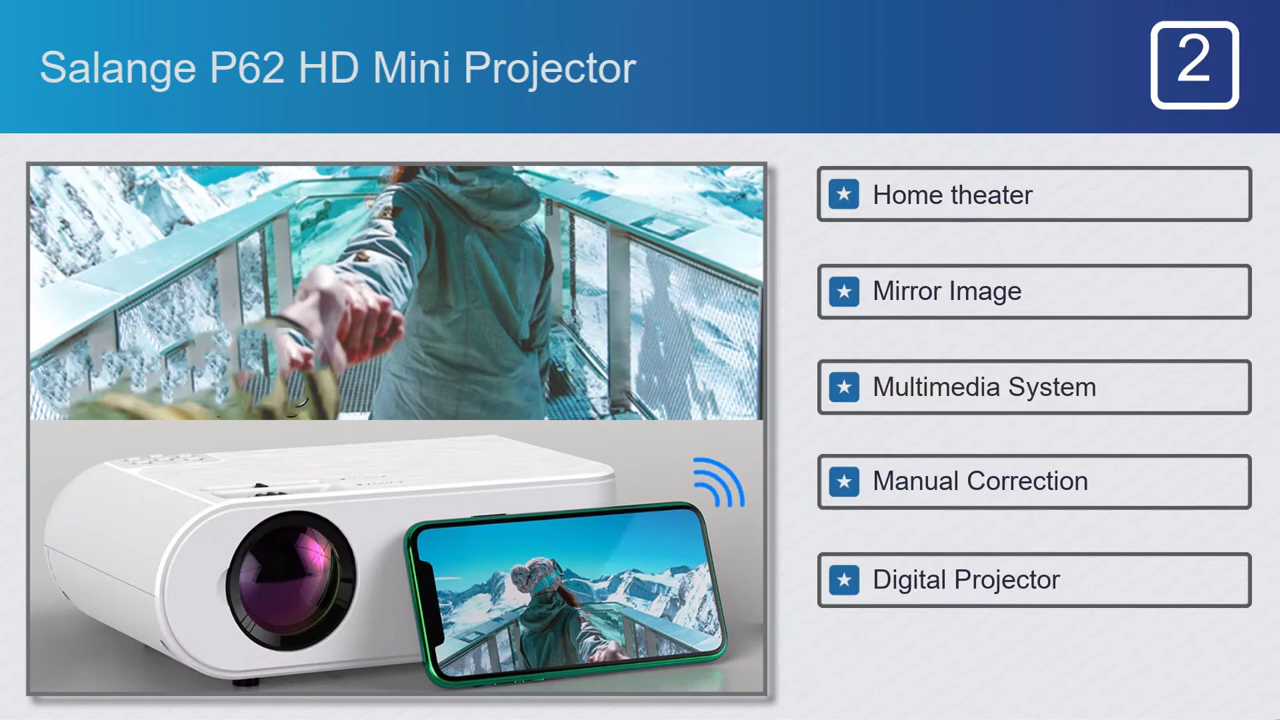 Salange P62 HD Mini Projector
2
Home theater
Mirror Image
Multimedia System
Manual Correction
Digital Projector